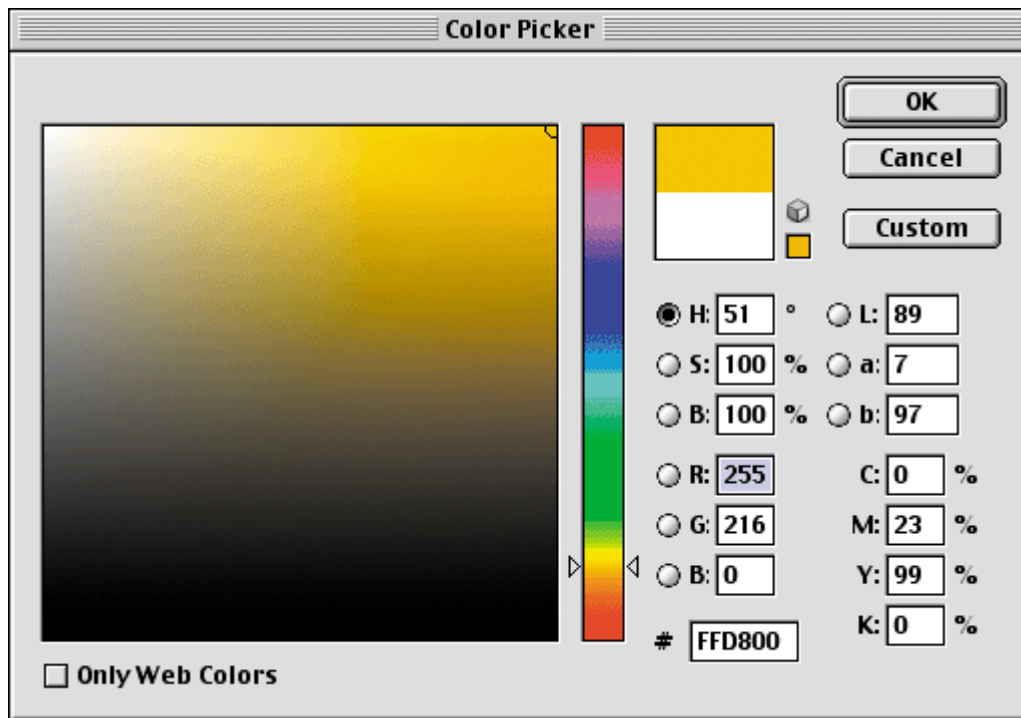 Color Picker
OK
Cancel
Custom
H: 51 °
S: 100 %
B: 100 %
R: 255
G: 216
B: 0
# FFD800
L: 89
a: 7
b: 97
C: 0 %
M: 23 %
Y: 99 %
K: 0 %
Only Web Colors